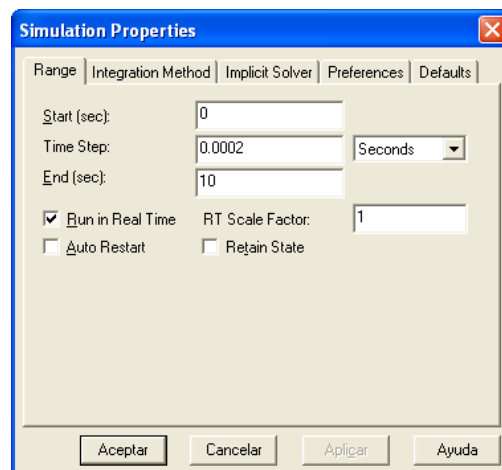 Simulation Properties
Range Integration Method Implicit Solver Preferences Defaults
Start (sec): 0
Time Step: 0.0002 Seconds
End (sec): 10
Run in Real Time RT Scale Factor: 1
Auto Restart Retain State
Aceptar Cancelar Aplicar Ayuda